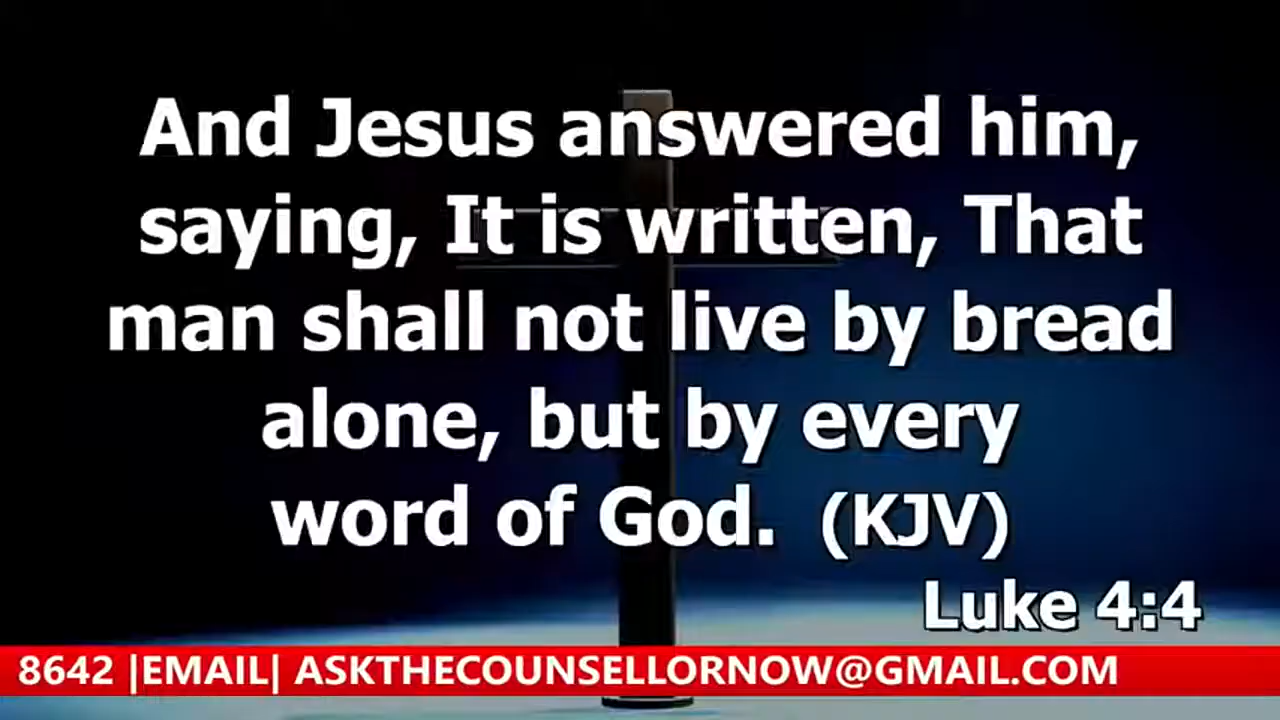 And Jesus answered him,
saying, It is written, That
man shall not live by bread
alone, but by every
word of God. (KJV)
Luke 4:4
8642 |EMAIL| ASKTHECOUNSELLORNOW@GMAIL.COM